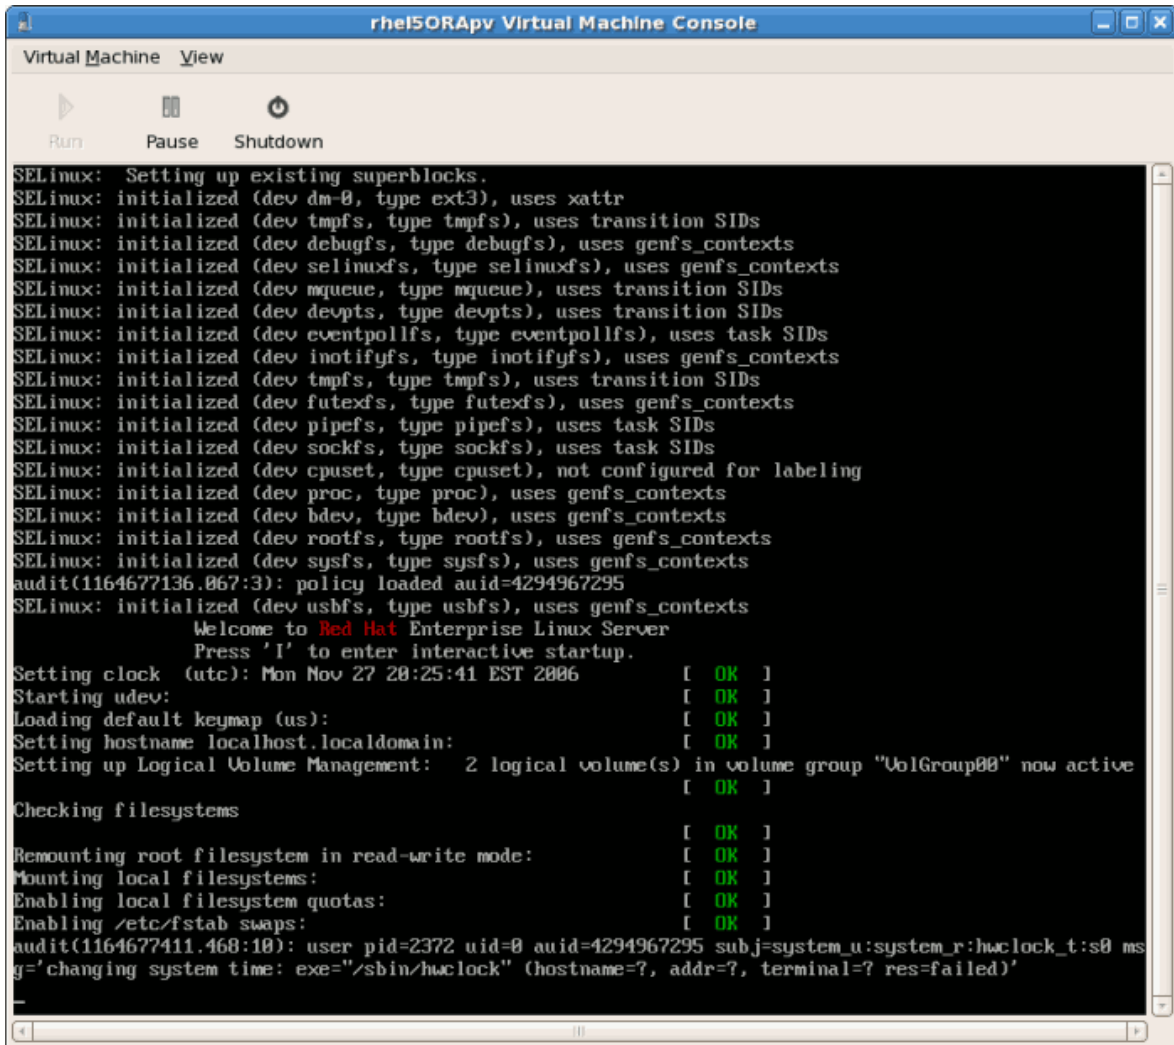 rhel5ORApv Virtual Machine Console
Virtual Machine View
Run Pause Shutdown
SELinux:  Setting up existing superblocks.
SELinux: initialized (dev dm-0, type ext3), uses xattr
SELinux: initialized (dev tmpfs, type tmpfs), uses transition SIDs
SELinux: initialized (dev debugfs, type debugfs), uses genfs_contexts
SELinux: initialized (dev selinuxfs, type selinuxfs), uses genfs_contexts
SELinux: initialized (dev mqueue, type mqueue), uses transition SIDs
SELinux: initialized (dev devpts, type devpts), uses transition SIDs
SELinux: initialized (dev eventpollfs, type eventpollfs), uses task SIDs
SELinux: initialized (dev inotifyfs, type inotifyfs), uses genfs_contexts
SELinux: initialized (dev tmpfs, type tmpfs), uses transition SIDs
SELinux: initialized (dev futexfs, type futexfs), uses genfs_contexts
SELinux: initialized (dev pipefs, type pipefs), uses task SIDs
SELinux: initialized (dev sockfs, type sockfs), uses task SIDs
SELinux: initialized (dev cpuset, type cpuset), not configured for labeling
SELinux: initialized (dev proc, type proc), uses genfs_contexts
SELinux: initialized (dev bdev, type bdev), uses genfs_contexts
SELinux: initialized (dev rootfs, type rootfs), uses genfs_contexts
SELinux: initialized (dev sysfs, type sysfs), uses genfs_contexts
audit(1164677136.067:3): policy loaded auid=4294967295
SELinux: initialized (dev usbfs, type usbfs), uses genfs_contexts
Welcome to Red Hat Enterprise Linux Server
Press 'I' to enter interactive startup.
Setting clock  (utc): Mon Nov 27 20:25:41 EST 2006 [  OK  ]
Starting udev: [  OK  ]
Loading default keymap (us): [  OK  ]
Setting hostname localhost.localdomain: [  OK  ]
Setting up Logical Volume Management:   2 logical volume(s) in volume group "VolGroup00" now active
[  OK  ]
Checking filesystems
[  OK  ]
Remounting root filesystem in read-write mode: [  OK  ]
Mounting local filesystems: [  OK  ]
Enabling local filesystem quotas: [  OK  ]
Enabling /etc/fstab swaps: [  OK  ]
audit(1164677411.468:10): user pid=2372 uid=0 auid=4294967295 subj=system_u:system_r:hwclock_t:s0 ms
g='changing system time: exe="/sbin/hwclock" (hostname=?, addr=?, terminal=? res=failed)'
_